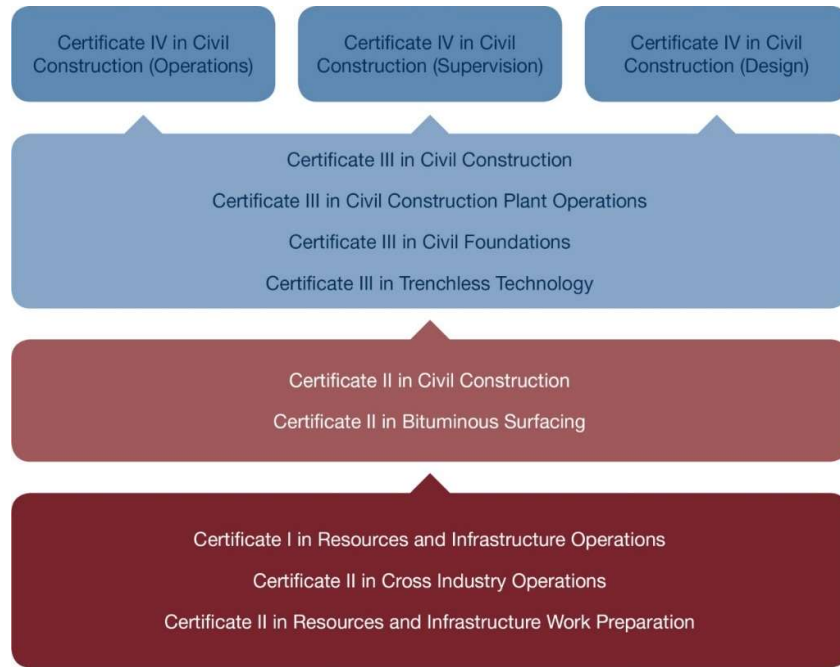 Certificate IV in Civil
Construction (Operations)
Certificate IV in Civil
Construction (Supervision)
Certificate IV in Civil
Construction (Design)
Certificate III in Civil Construction
Certificate III in Civil Construction Plant Operations
Certificate III in Civil Foundations
Certificate III in Trenchless Technology
Certificate II in Civil Construction
Certificate II in Bituminous Surfacing
Certificate I in Resources and Infrastructure Operations
Certificate II in Cross Industry Operations
Certificate II in Resources and Infrastructure Work Preparation